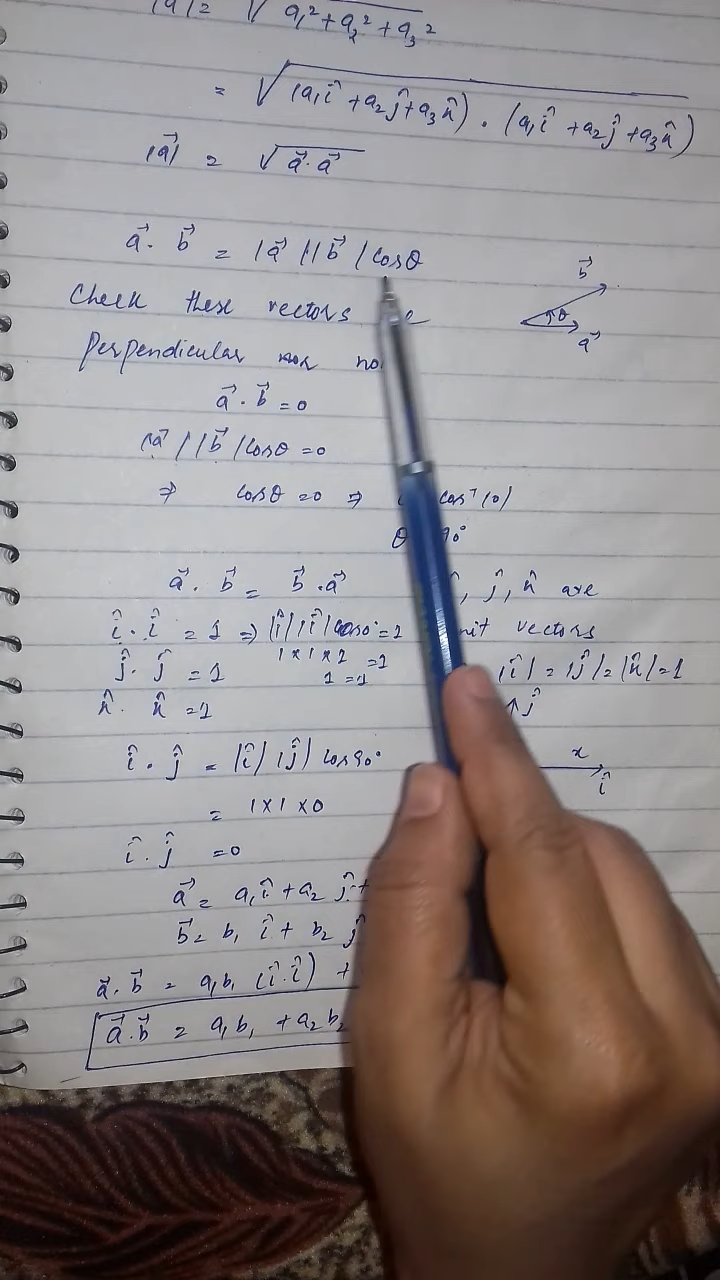 |a| = √a₁² + a₂² + a₃²
= √(a₁î + a₂ĵ + a₃k̂) . (a₁î + a₂ĵ + a₃k̂)
|a⃗| = √a⃗.a⃗
a⃗ . b⃗ = |a⃗||b⃗|cosθ
b⃗
θ
a⃗
Check these vectors
Perpendicular
a⃗ . b⃗ = 0
|a⃗||b⃗|cosθ = 0
⇒ cosθ = 0 ⇒ cos⁻¹(0)
θ
a⃗ . b⃗ = b⃗ . a⃗ ĵ, k̂ are
î . î = 1 ⇒ |î||î|cos0° = 1 vectors
ĵ . ĵ = 1 1×1×1 = 1 |î| = |ĵ| = |k̂| = 1
1 = 1
k̂ . k̂ = 1 ↑ĵ
î . ĵ = |î||ĵ| cos90° x
î
= 1×1×0
î . ĵ = 0
a⃗ = a₁î + a₂ĵ +
b⃗ = b₁î + b₂ĵ
a⃗ . b⃗ = a₁b₁(î.î) +
a⃗.b⃗ = a₁b₁ + a₂b₂